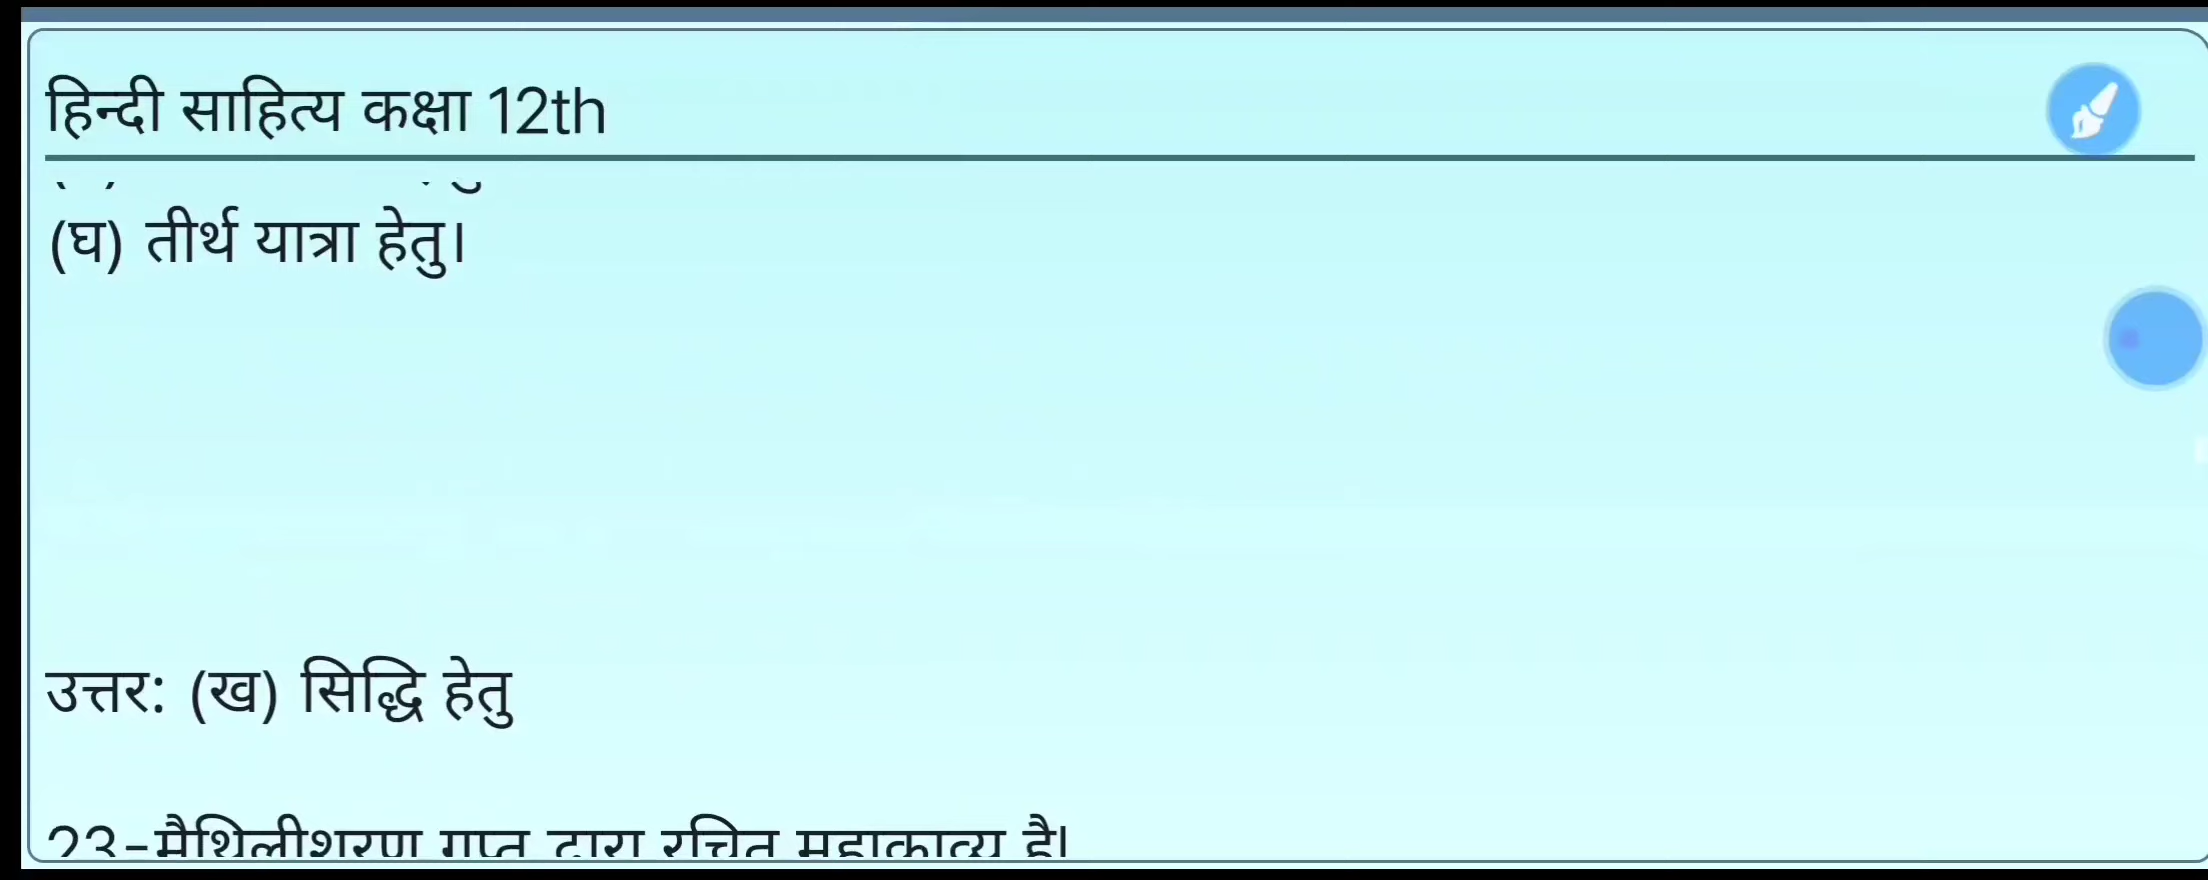 हिन्दी साहित्य कक्षा 12th
(घ) तीर्थ यात्रा हेतु।
उत्तर: (ख) सिद्धि हेतु
23-मैथिलीशरण गुप्त द्वारा रचित महाकाव्य है।